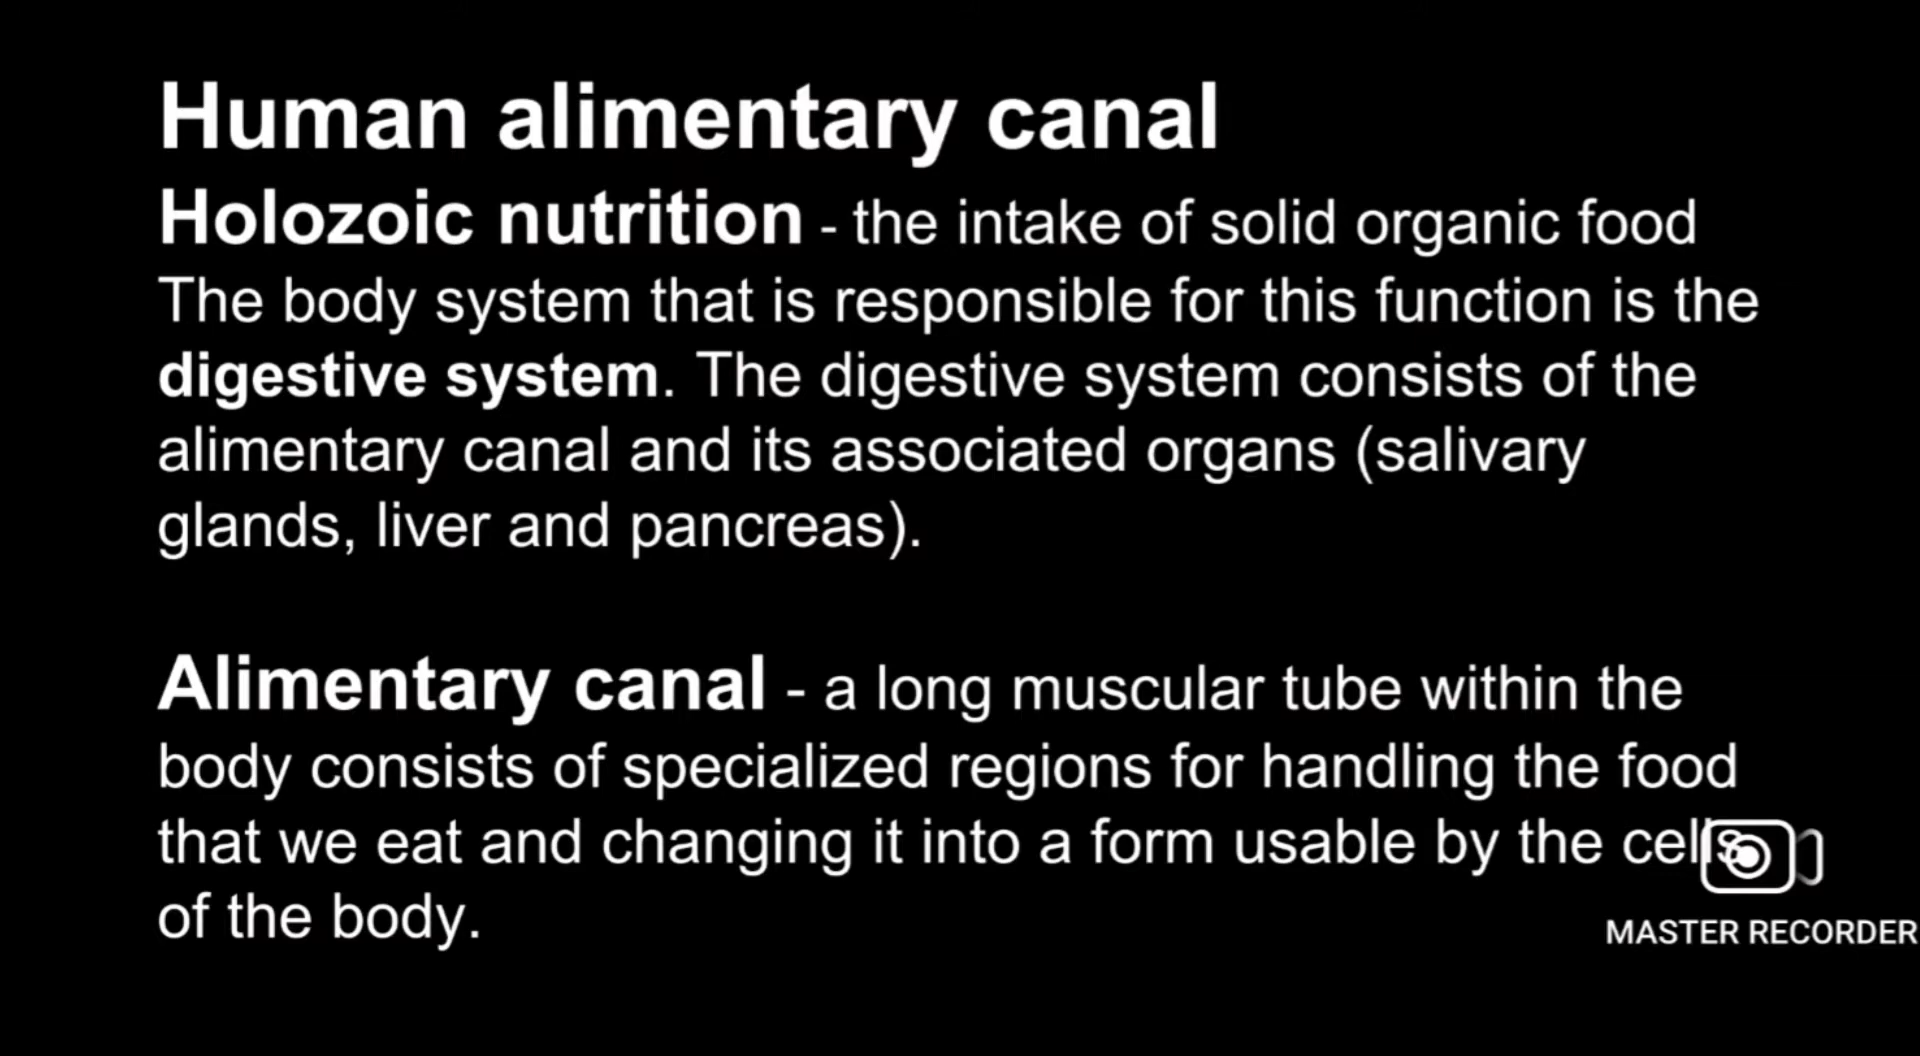 Human alimentary canal
Holozoic nutrition - the intake of solid organic food
The body system that is responsible for this function is the
digestive system. The digestive system consists of the
alimentary canal and its associated organs (salivary
glands, liver and pancreas).
Alimentary canal - a long muscular tube within the
body consists of specialized regions for handling the food
that we eat and changing it into a form usable by the cells
of the body.
MASTER RECORDER